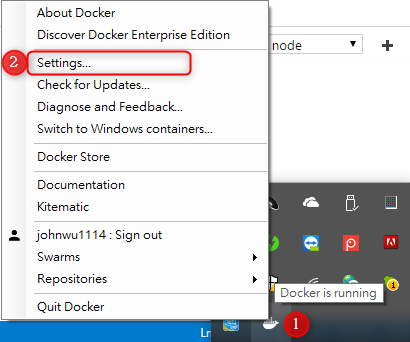 About Docker
Discover Docker Enterprise Edition
node
2
Settings...
Check for Updates...
Diagnose and Feedback...
Switch to Windows containers...
Docker Store
Documentation
Kitematic
johnwu1114 : Sign out
Swarms
Repositories
Quit Docker
Docker is running
1
1